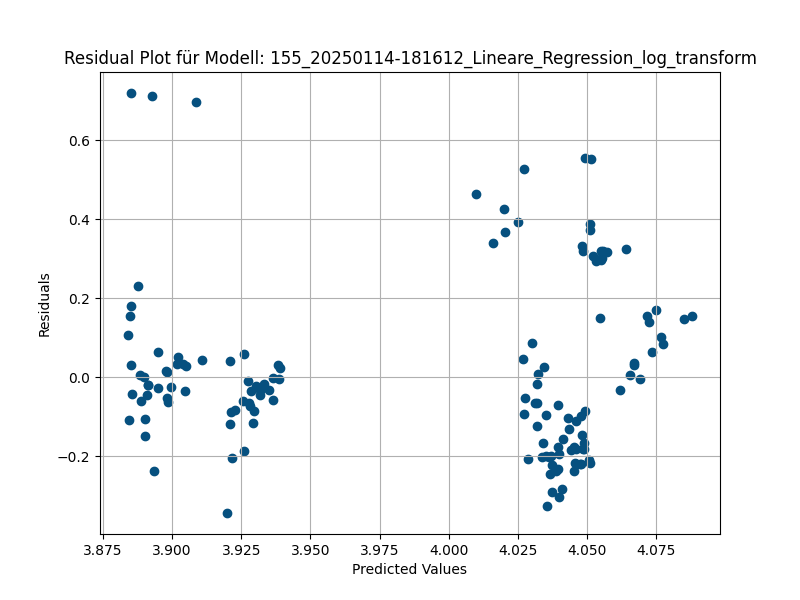 Residual Plot für Modell: 155_20250114-181612_Lineare_Regression_log_transform
0.6
0.4
0.2
0.0
−0.2
Residuals
3.875 3.900 3.925 3.950 3.975 4.000 4.025 4.050 4.075
Predicted Values